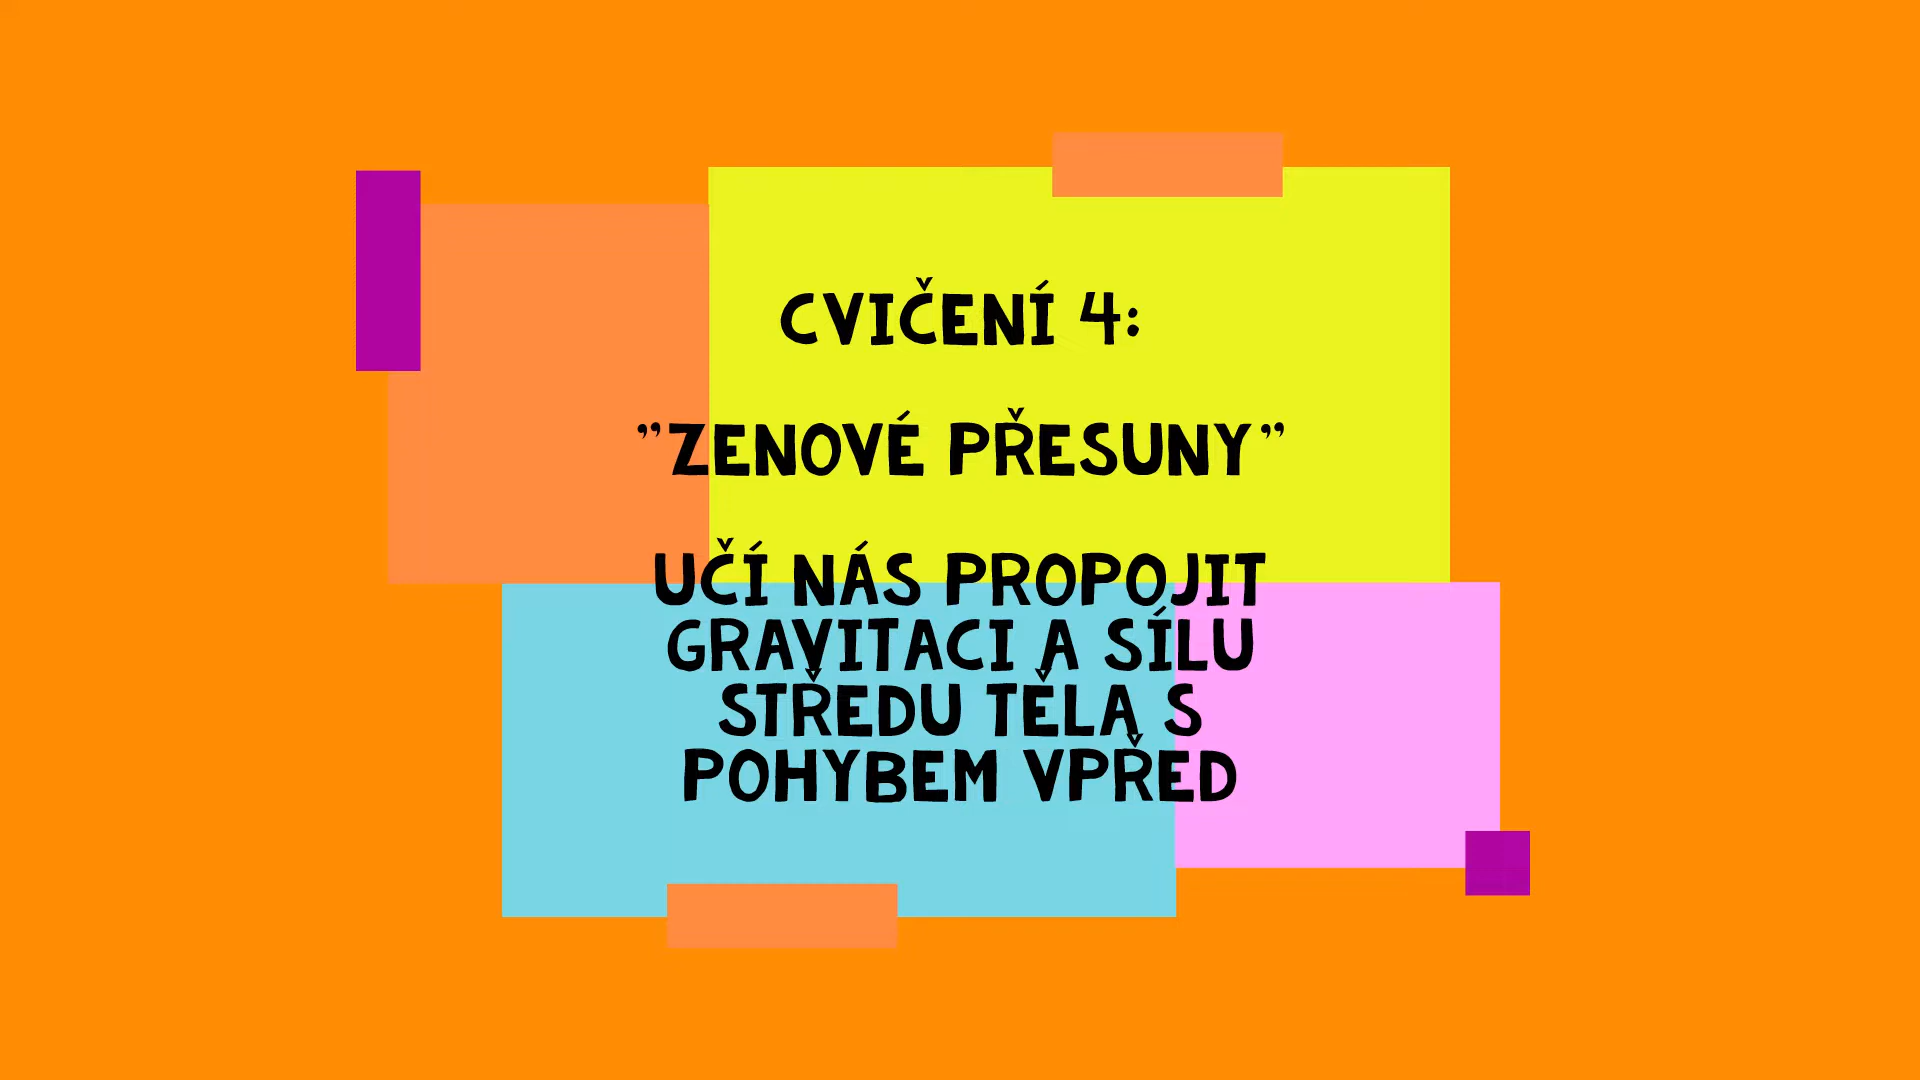 CVIČENÍ 4:
”ZENOVÉ PŘESUNY”
UČÍ NÁS PROPOJIT
GRAVITACI A SÍLU
STŘEDU TĚLA S
POHYBEM VPŘED